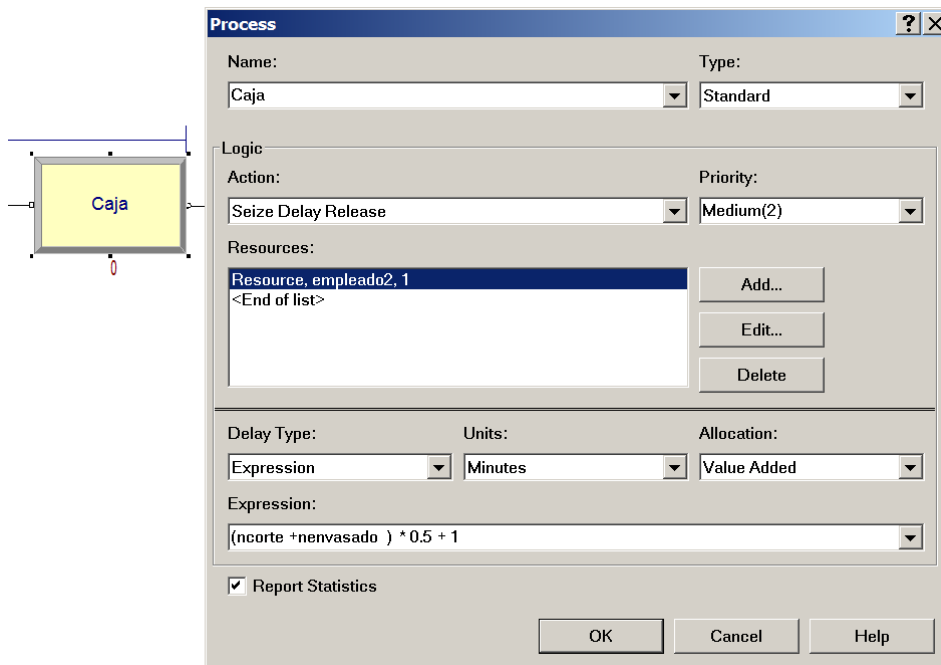 Process
Name:
Type:
Caja
Standard
Logic
Action:
Priority:
Caja
Seize Delay Release
Medium(2)
Resources:
0
Resource, empleado2, 1
<End of list>
Add...
Edit...
Delete
Delay Type:
Units:
Allocation:
Expression
Minutes
Value Added
Expression:
(ncorte +nenvasado ) * 0.5 + 1
Report Statistics
OK
Cancel
Help